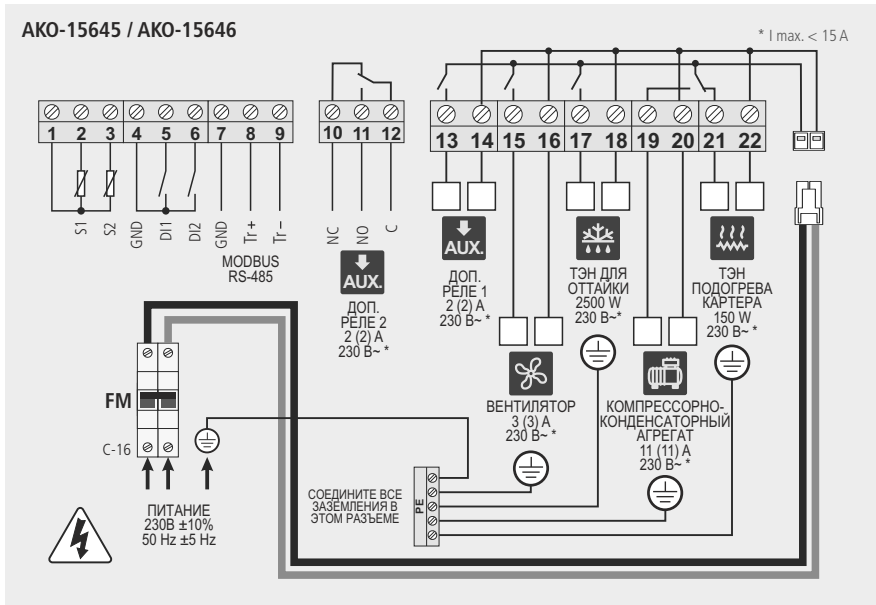 AKO-15645 / AKO-15646
* I max. < 15 A
1 2 3 4 5 6 7 8 9
10 11 12
13 14 15 16 17 18 19 20 21 22
S1
S2
GND
DI1
DI2
GND
Tr+
Tr−
MODBUS
RS-485
NC
NO
C
AUX.
ДОП.
РЕЛЕ 2
2 (2) A
230 В~ *
AUX.
ДОП.
РЕЛЕ 1
2 (2) A
230 В~ *
ТЭН ДЛЯ
ОТТАЙКИ
2500 W
230 В~*
ТЭН
ПОДОГРЕВА
КАРТЕРА
150 W
230 В~ *
ВЕНТИЛЯТОР
3 (3) A
230 В~ *
КОМПРЕССОРНО-
КОНДЕНСАТОРНЫЙ
АГРЕГАТ
11 (11) A
230 В~ *
FM
C-16
ПИТАНИЕ
230В ±10%
50 Hz ±5 Hz
СОЕДИНИТЕ ВСЕ
ЗАЗЕМЛЕНИЯ В
ЭТОМ РАЗЪЕМЕ
PE